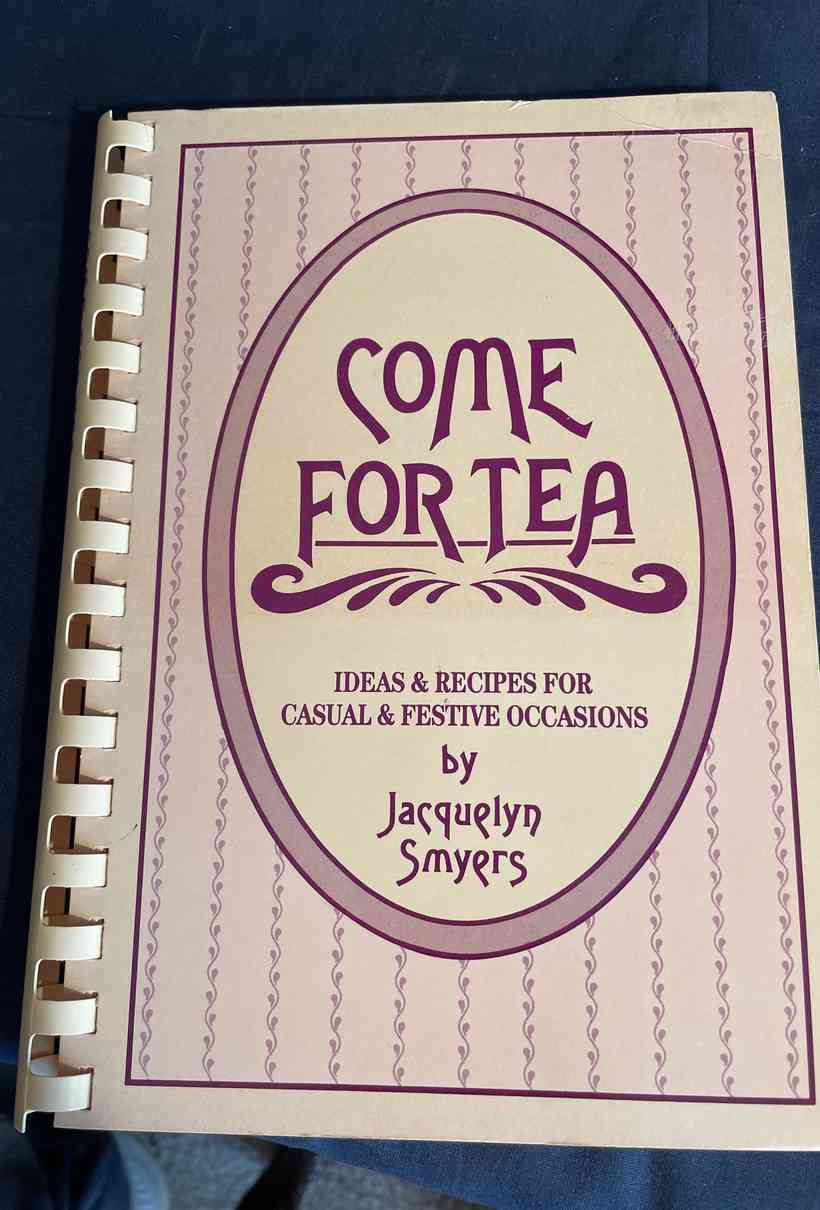 COME
FOR TEA
IDEAS & RECIPES FOR
CASUAL & FESTIVE OCCASIONS
by
Jacquelyn
Smyers